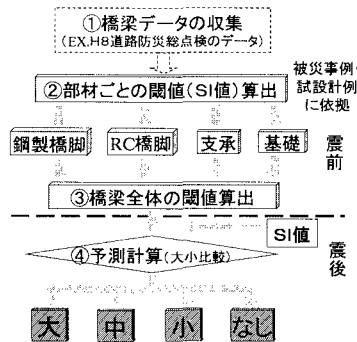 ①橋梁データの収集
(EX.H8道路防災総点検のデータ)
②部材ごとの閾値(SI値)算出
被災事例・
試設計例
に依拠
鋼製橋脚
RC橋脚
支承
基礎
震前
③橋梁全体の閾値算出
SI値
④予測計算(大小比較)
震後
大
中
小
なし